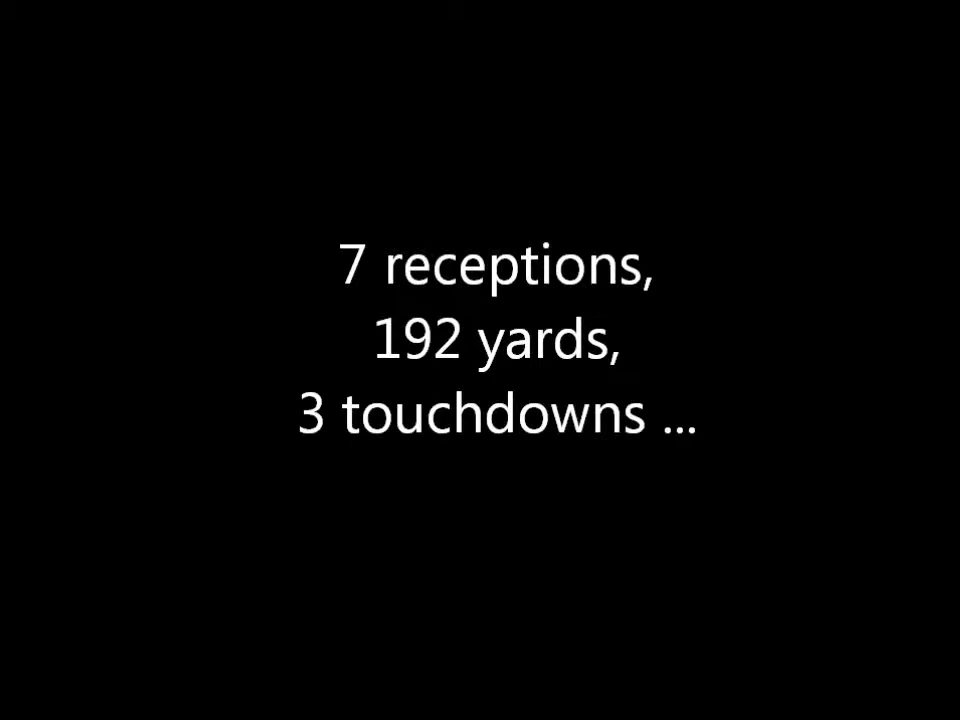 7 receptions,
192 yards,
3 touchdowns ...